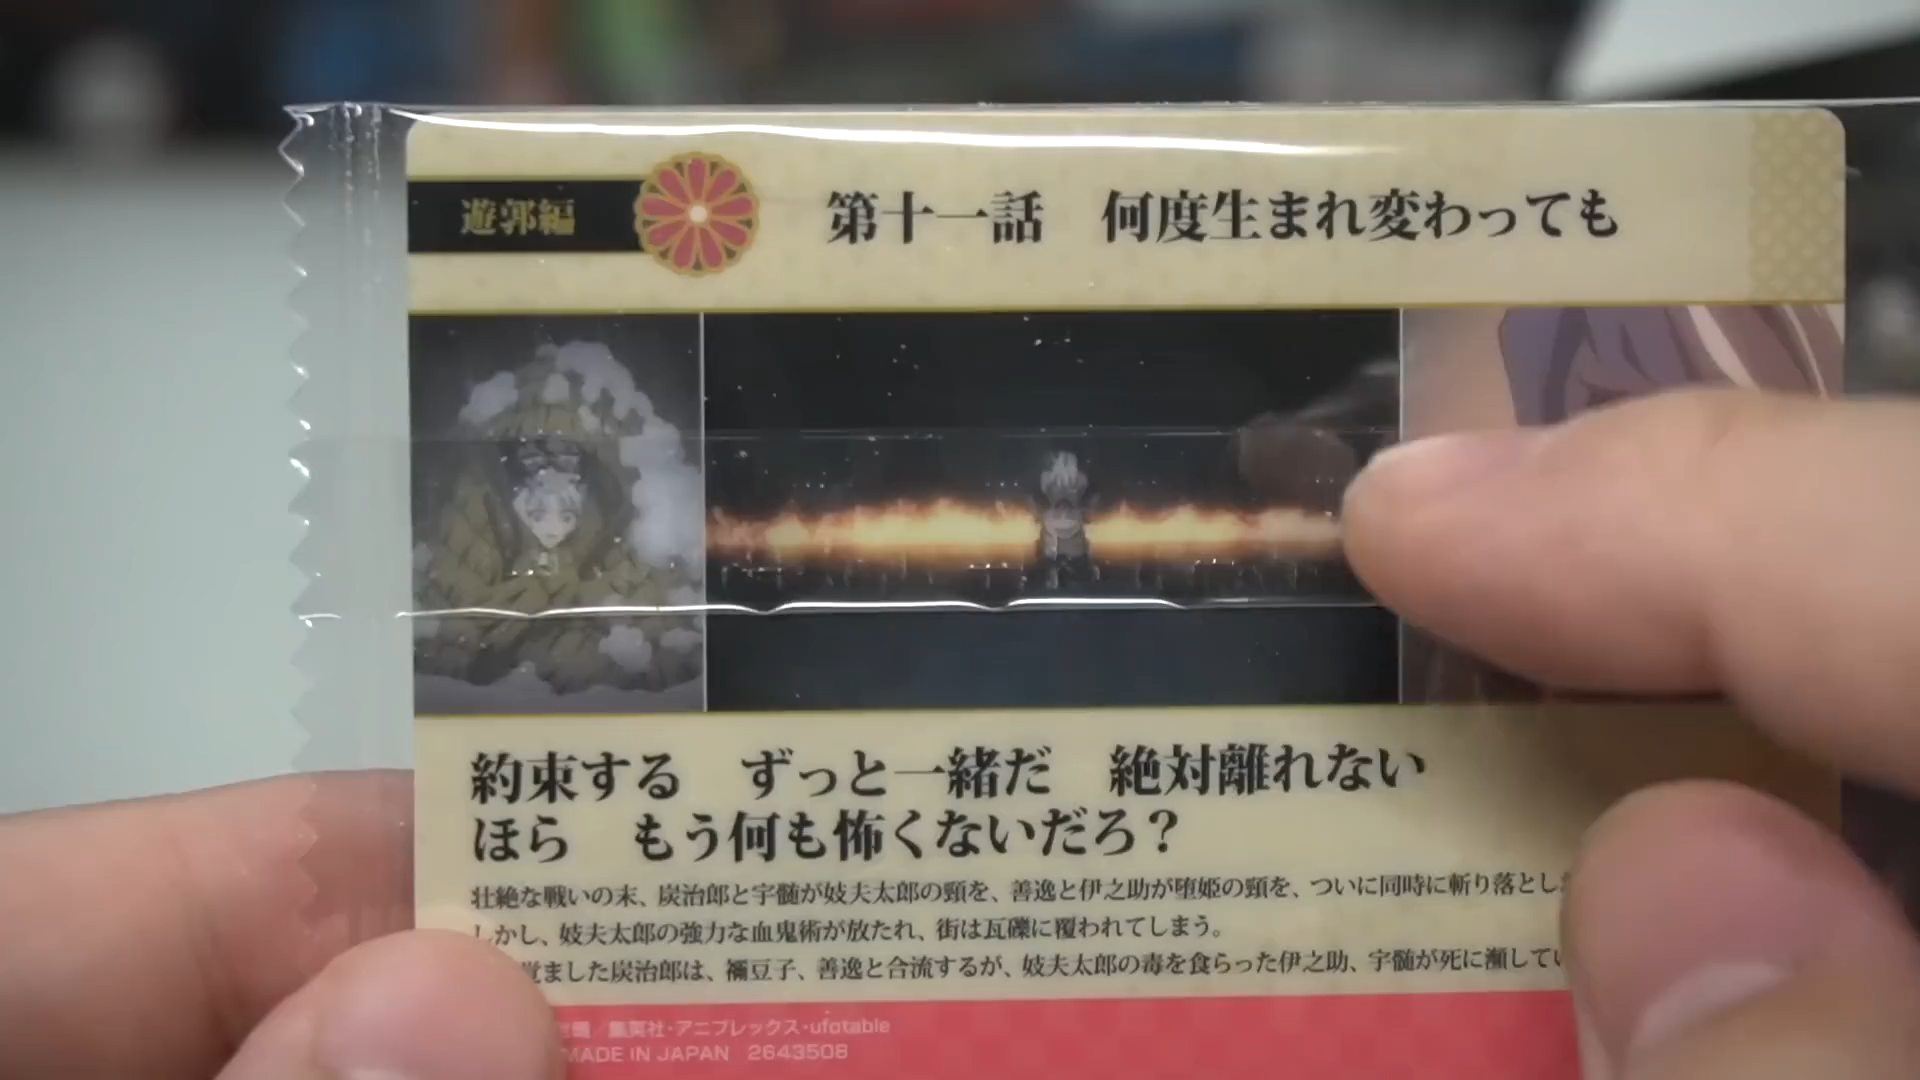 遊郭編
第十一話 何度生まれ変わっても
約束する ずっと一緒だ 絶対離れない
ほら もう何も怖くないだろ？
壮絶な戦いの末、炭治郎と宇髄が妓夫太郎の頸を、善逸と伊之助が堕姫の頸を、ついに同時に斬り落とし
しかし、妓夫太郎の強力な血鬼術が放たれ、街は瓦礫に覆われてしまう。
覚ました炭治郎は、禰豆子、善逸と合流するが、妓夫太郎の毒を食らった伊之助、宇髄が死に瀕してい
／集英社・アニプレックス・ufotable
MADE IN JAPAN 2643508